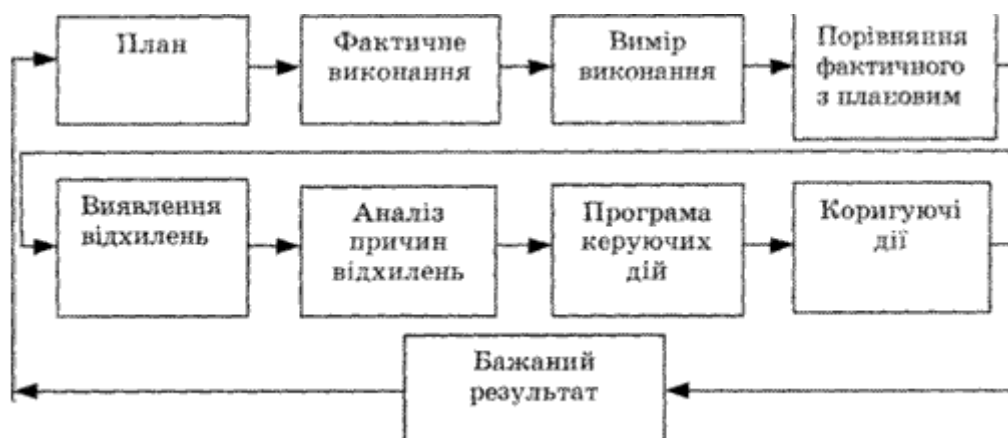 План
Фактичне
виконання
Вимір
виконання
Порівняння
фактичного
з плаковим
Виявлення
відхилень
Аналіз
причин
відхилень
Програма
керуючих
дій
Коригуючі
дії
Бажаний
результат